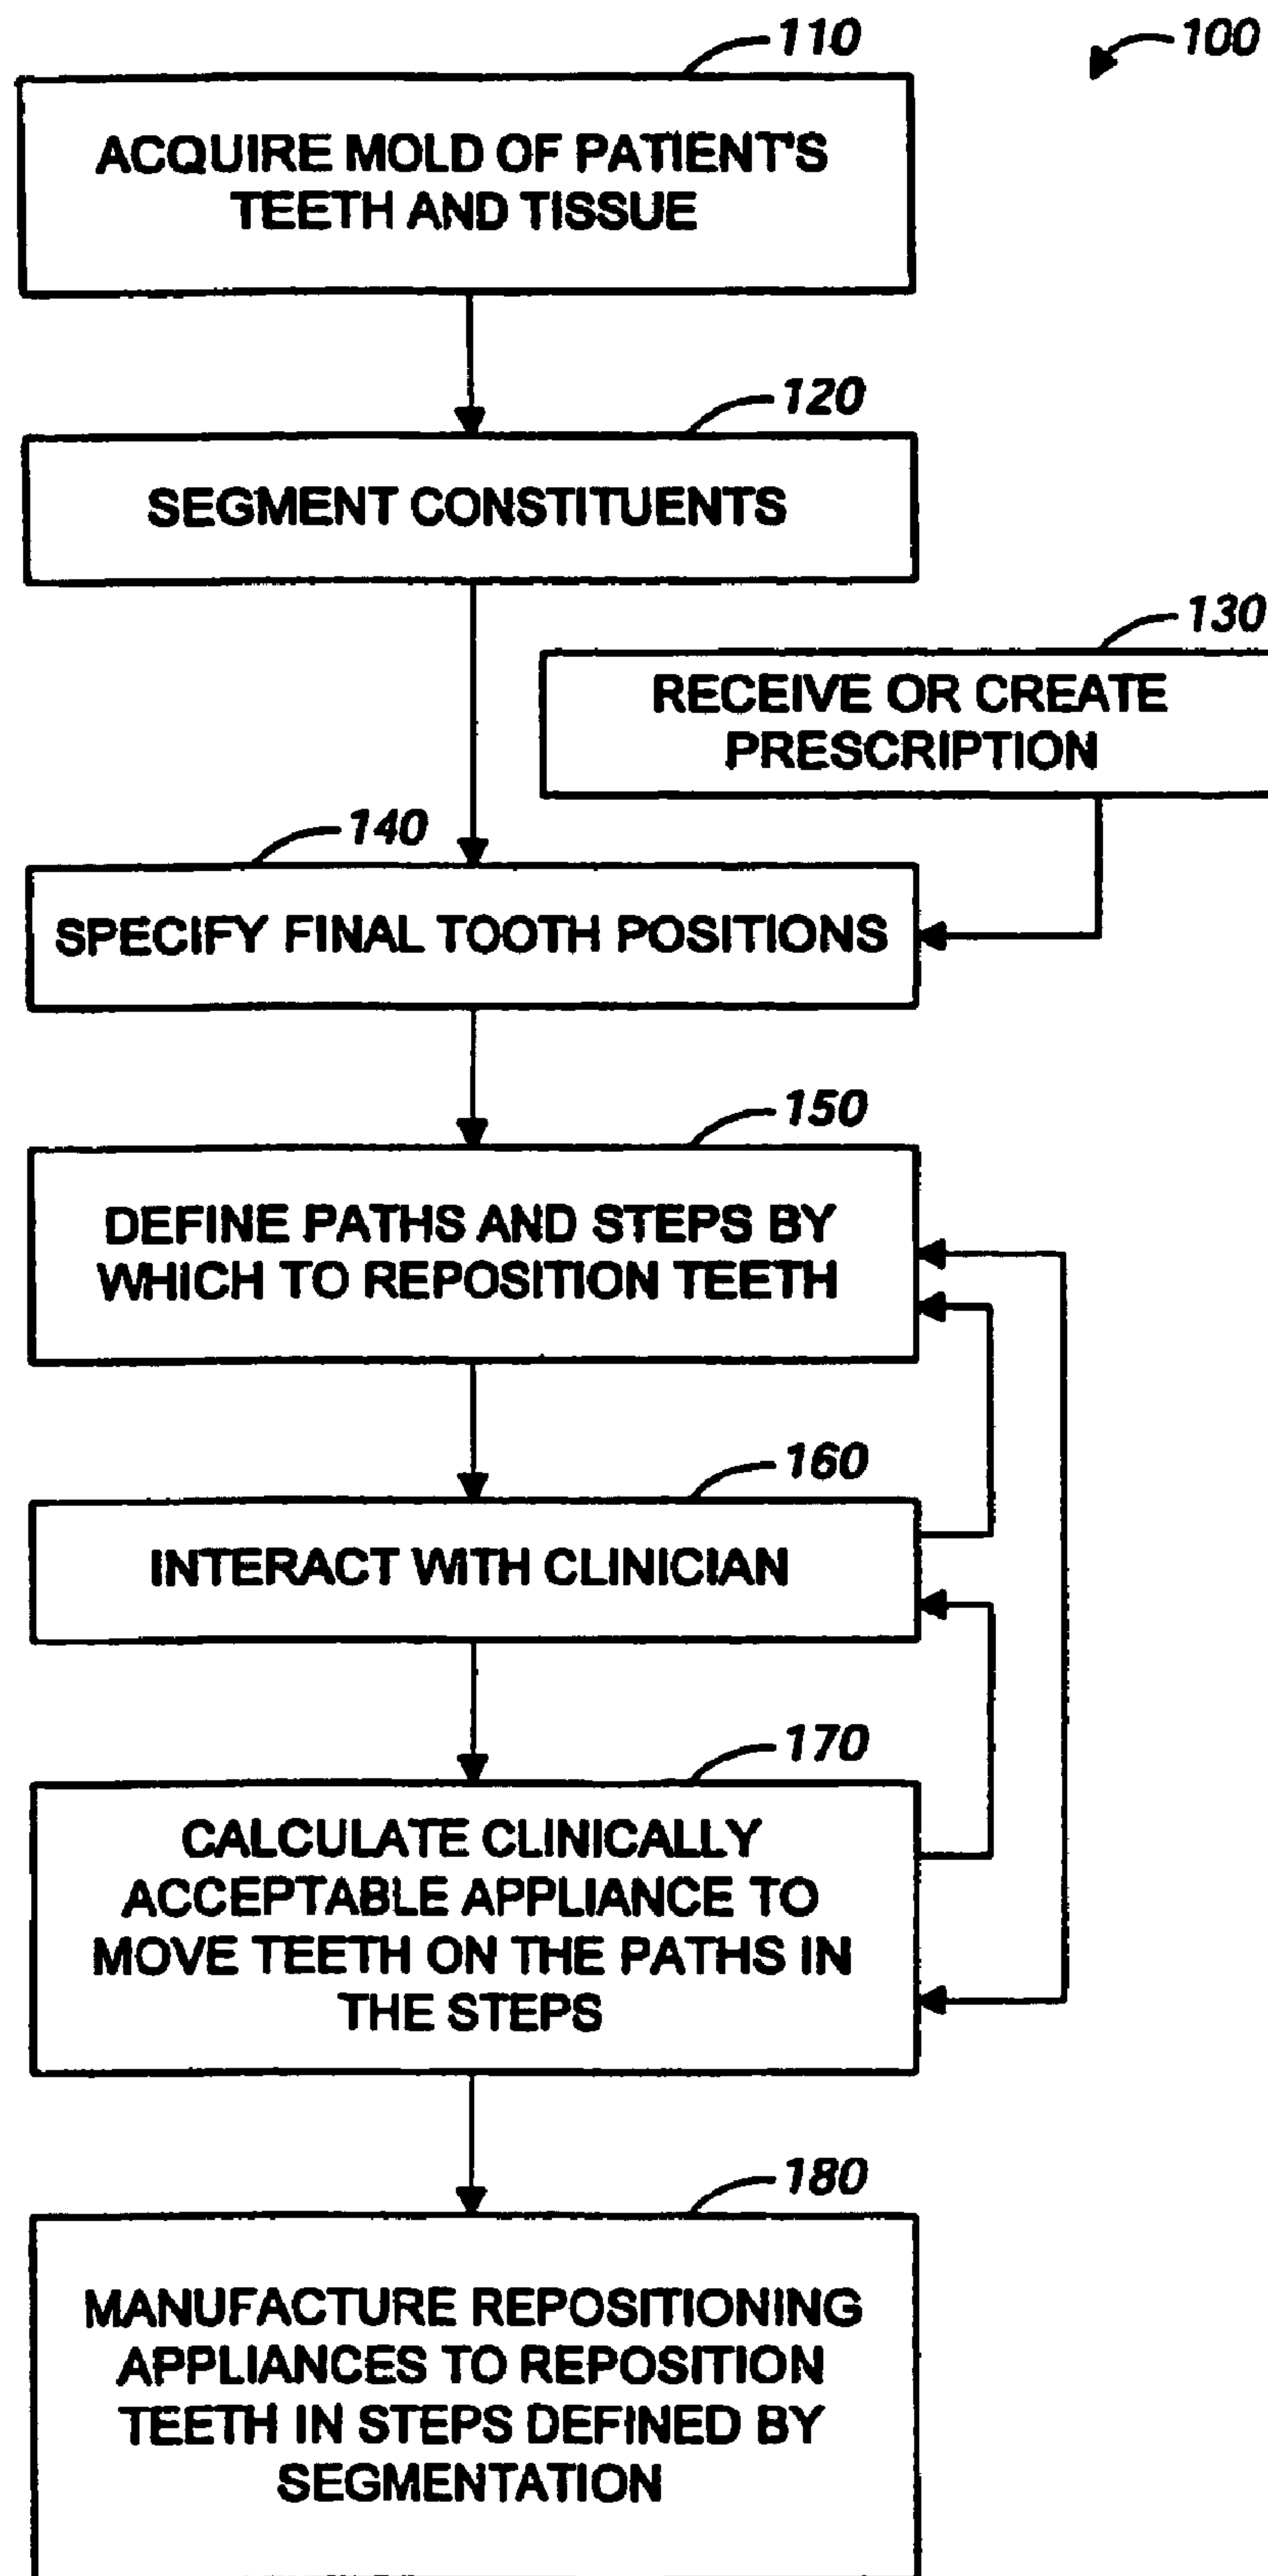 110
100
ACQUIRE MOLD OF PATIENT'S
TEETH AND TISSUE
120
SEGMENT CONSTITUENTS
130
RECEIVE OR CREATE
PRESCRIPTION
140
SPECIFY FINAL TOOTH POSITIONS
150
DEFINE PATHS AND STEPS BY
WHICH TO REPOSITION TEETH
160
INTERACT WITH CLINICIAN
170
CALCULATE CLINICALLY
ACCEPTABLE APPLIANCE TO
MOVE TEETH ON THE PATHS IN
THE STEPS
180
MANUFACTURE REPOSITIONING
APPLIANCES TO REPOSITION
TEETH IN STEPS DEFINED BY
SEGMENTATION